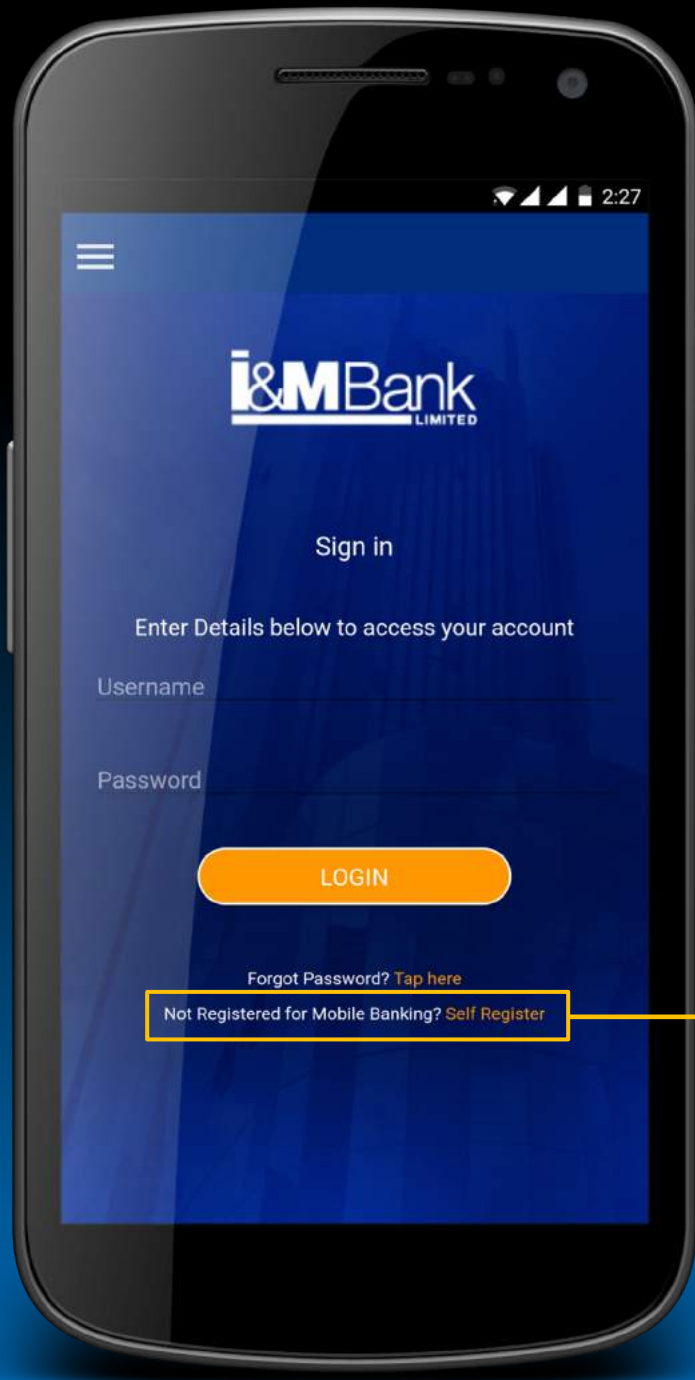 2:27
i&MBank
LIMITED
Sign in
Enter Details below to access your account
Username
Password
LOGIN
Forgot Password? Tap here
Not Registered for Mobile Banking? Self Register